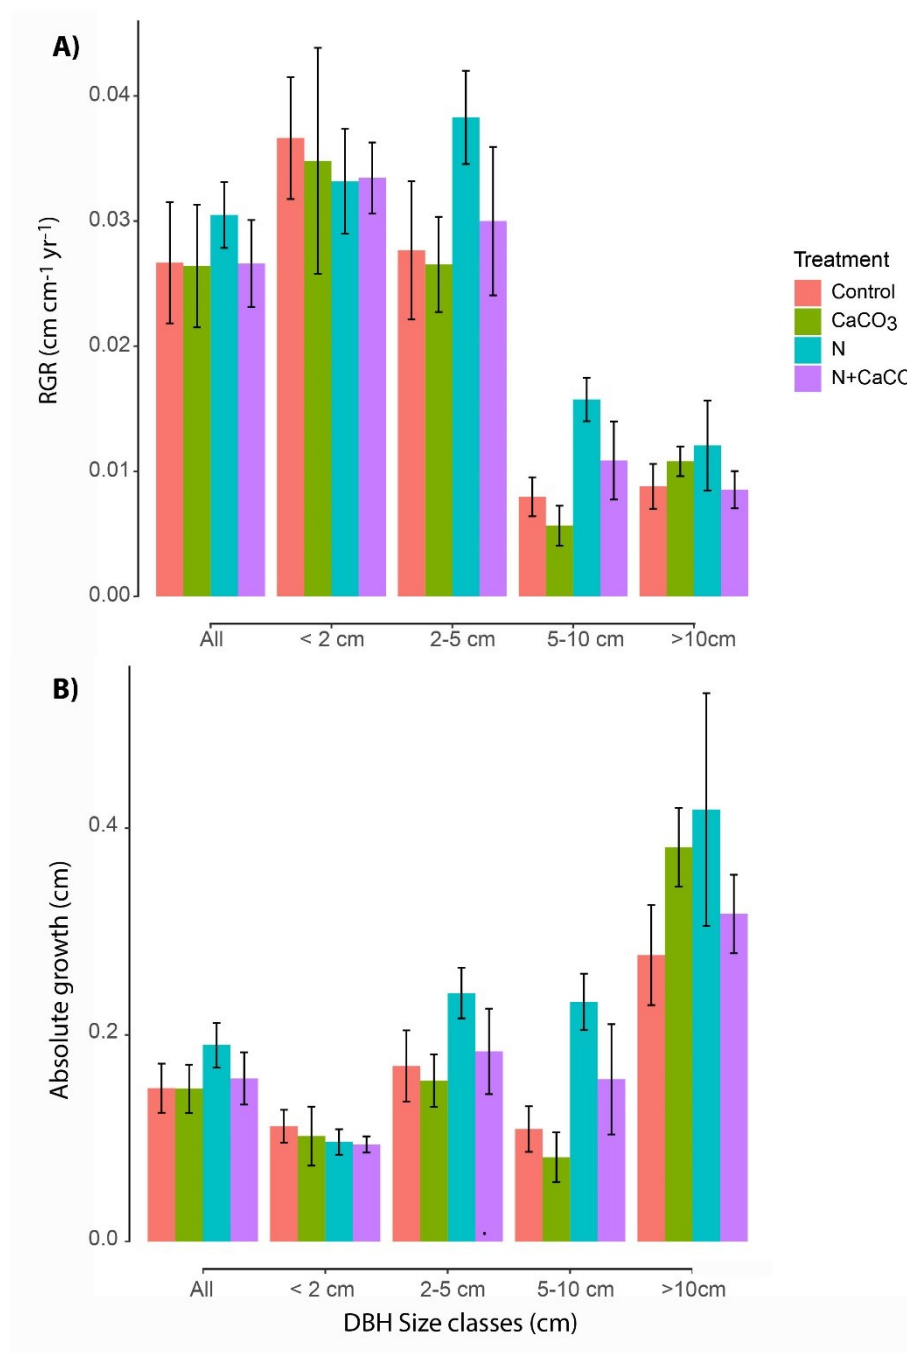 A)
0.04
0.03
0.02
0.01
0.00
RGR (cm cm⁻¹ yr⁻¹)
All < 2 cm 2-5 cm 5-10 cm >10cm
Treatment
Control
CaCO₃
N
N+CaCO
B)
0.4
0.2
0.0
Absolute growth (cm)
All < 2 cm 2-5 cm 5-10 cm >10cm
DBH Size classes (cm)